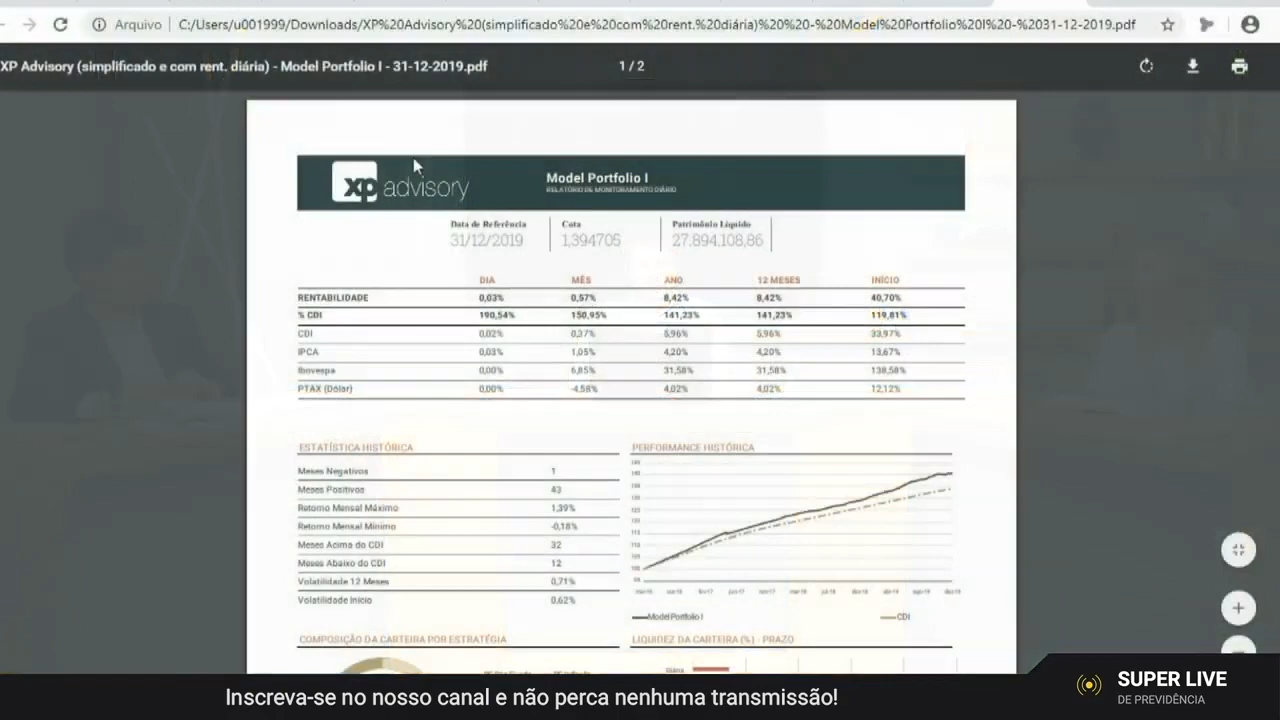 Arquivo C:/Users/u001999/Downloads/XP%20Advisory%20(simplificado%20e%20com%20rent.%20diária)%20%20-%20Model%20Portfolio%20I%20-%2031-12-2019.pdf
XP Advisory (simplificado e com rent. diária) - Model Portfolio I - 31-12-2019.pdf 1 / 2
xp advisory
Model Portfolio I
RELATÓRIO DE MONITORAMENTO DIÁRIO
Data de Referência Cota Patrimônio Líquido
31/12/2019 1,394705 27.894.108,86
DIA MÊS ANO 12 MESES INÍCIO
RENTABILIDADE 0,03% 0,57% 8,42% 8,42% 40,70%
% CDI 190,54% 150,95% 141,23% 141,23% 119,81%
CDI 0,02% 0,37% 5,96% 5,96% 33,97%
IPCA 0,03% 1,05% 4,20% 4,20% 13,67%
Ibovespa 0,00% 6,85% 31,58% 31,58% 138,58%
PTAX (Dólar) 0,00% -4,58% 4,02% 4,02% 12,12%
ESTATÍSTICA HISTÓRICA
Meses Negativos 1
Meses Positivos 43
Retorno Mensal Máximo 1,39%
Retorno Mensal Mínimo -0,18%
Meses Acima do CDI 32
Meses Abaixo do CDI 12
Volatilidade 12 Meses 0,71%
Volatilidade Início 0,62%
PERFORMANCE HISTÓRICA
Model Portfolio I CDI
COMPOSIÇÃO DA CARTEIRA POR ESTRATÉGIA
LIQUIDEZ DA CARTEIRA (%) - PRAZO
Inscreva-se no nosso canal e não perca nenhuma transmissão!
SUPER LIVE
DE PREVIDÊNCIA